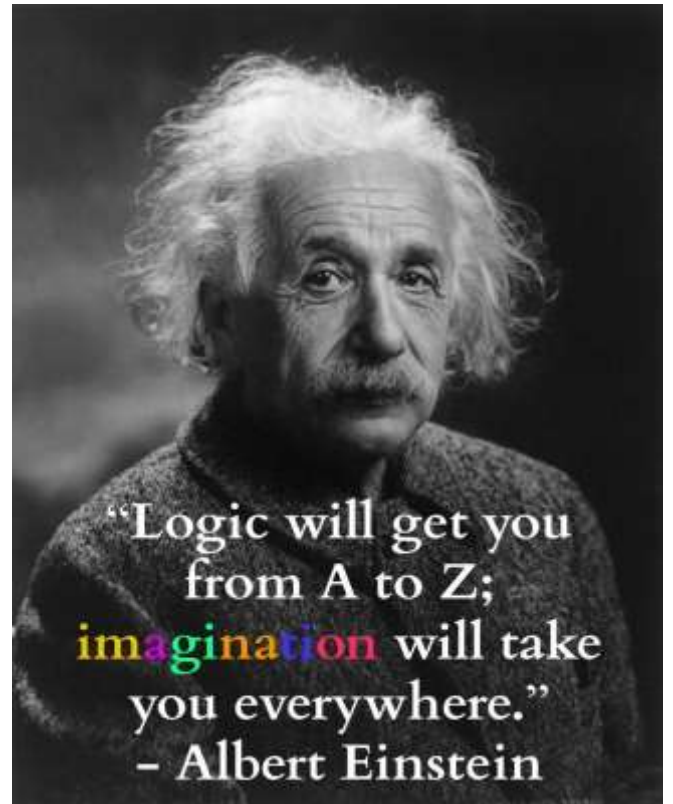 “Logic will get you
from A to Z;
imagination will take
you everywhere.”
– Albert Einstein